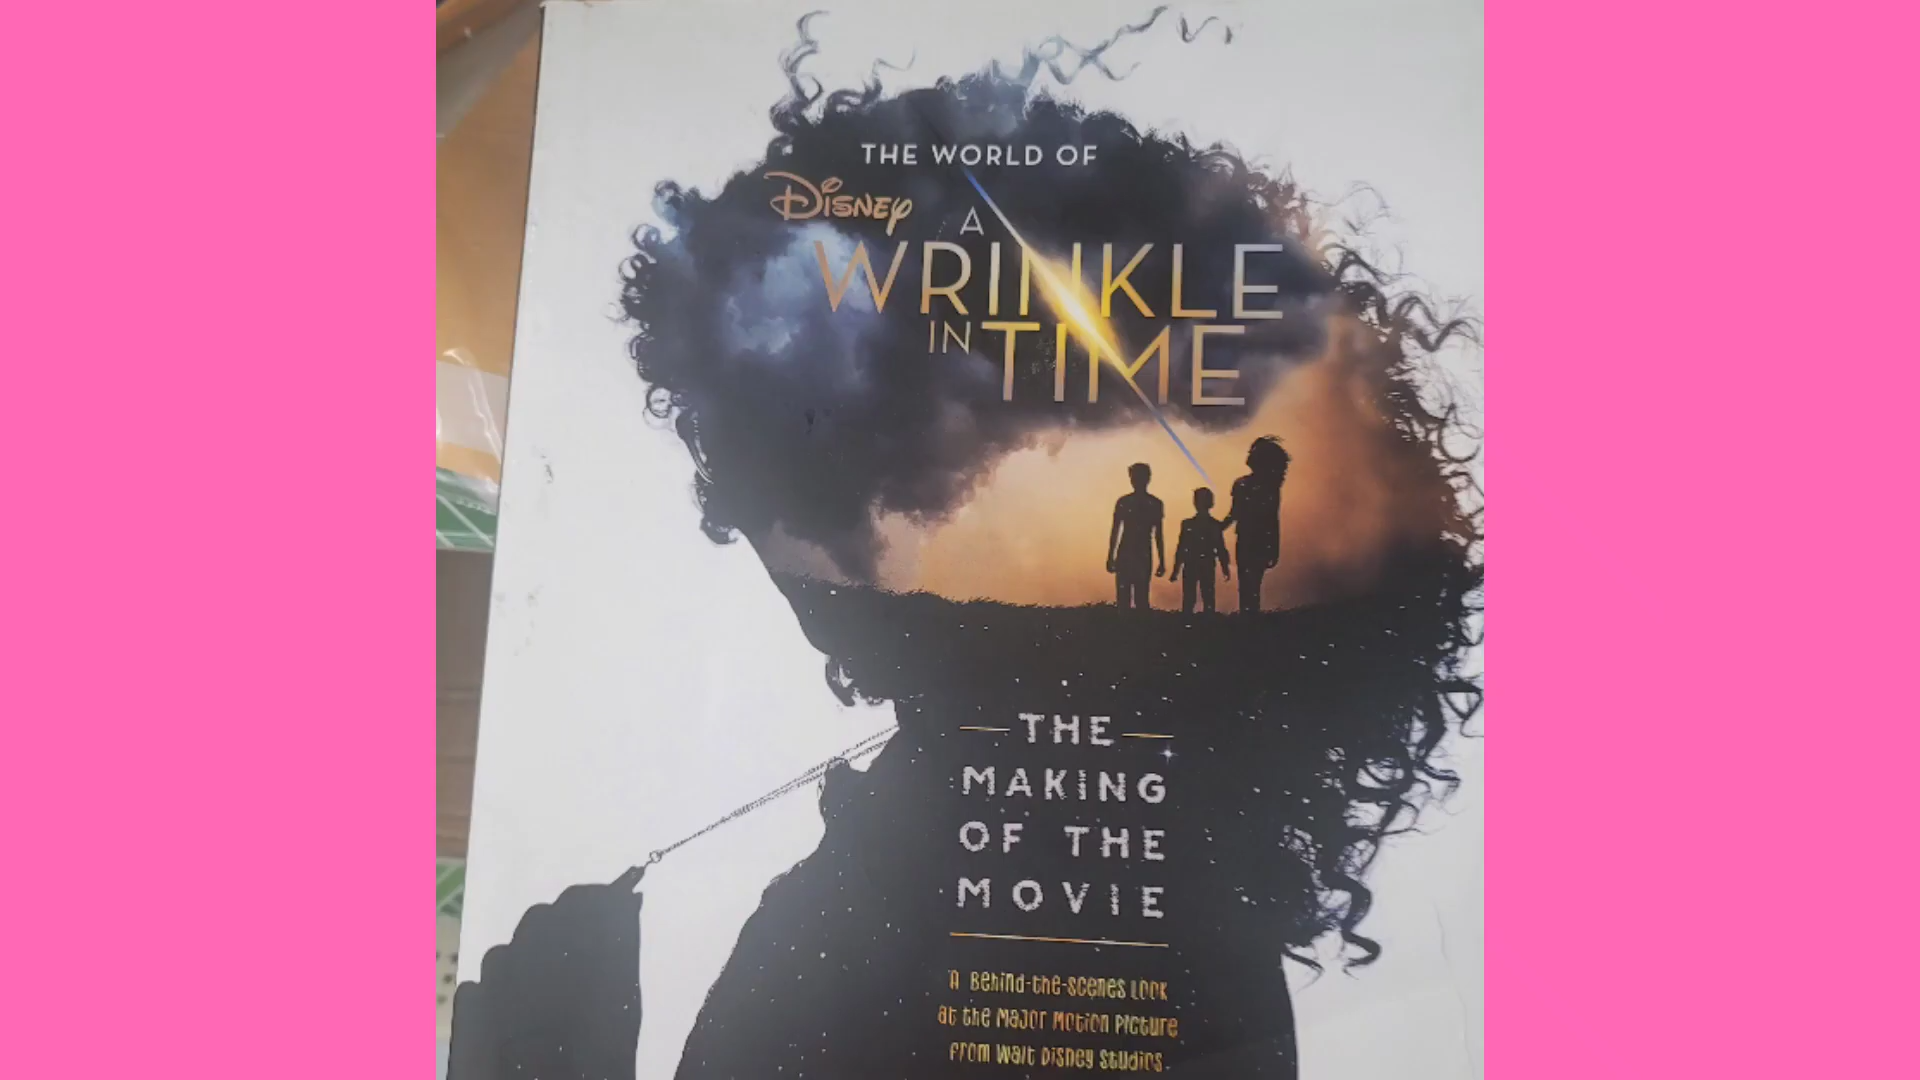 THE WORLD OF
DISNEY
A
WRINKLE
IN TIME
THE
MAKING
OF THE
MOVIE
A BEHIND-THE-SCENES LOOK
at the MAJOR MOTION PICTURE
FROM WALT DISNEY STUDIOS